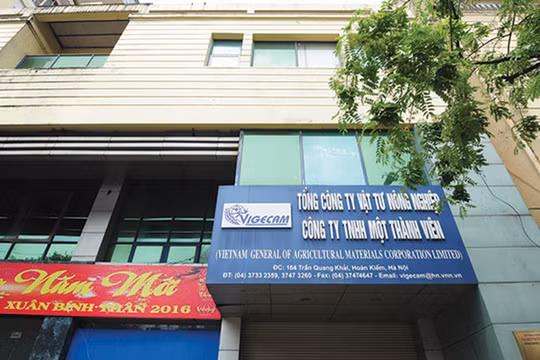 VIGECAM
TỔNG CÔNG TY VẬT TƯ NÔNG NGHIỆP
CÔNG TY TNHH MỘT THÀNH VIÊN
(VIETNAM GENERAL OF AGRICULTURAL MATERIALS CORPORATION LIMITED)
ĐC: 164 Trần Quang Khải, Hoàn Kiếm, Hà Nội
ĐT: (04) 3733 2359, 3747 3260 - Fax: (04) 37474647 - Email: vigecam@hn.vnn.vn
Năm Mới
XUÂN BÍNH THÂN 2016